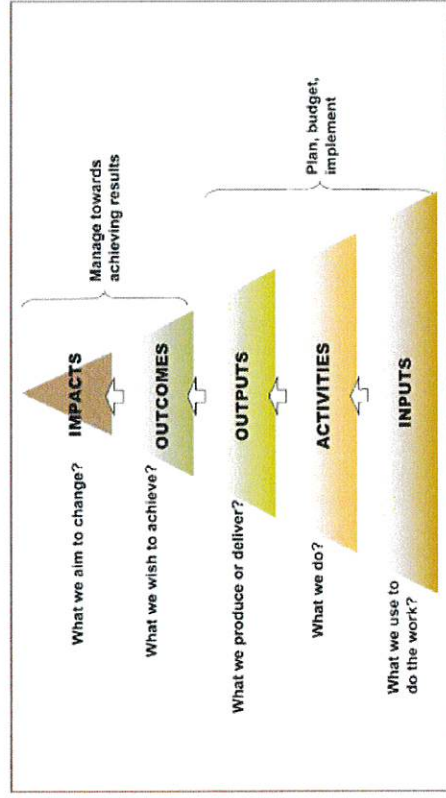 What we aim to change?
IMPACTS
Manage towards
achieving results
What we wish to achieve?
OUTCOMES
What we produce or deliver?
OUTPUTS
What we do?
ACTIVITIES
Plan, budget,
implement
What we use to
do the work?
INPUTS